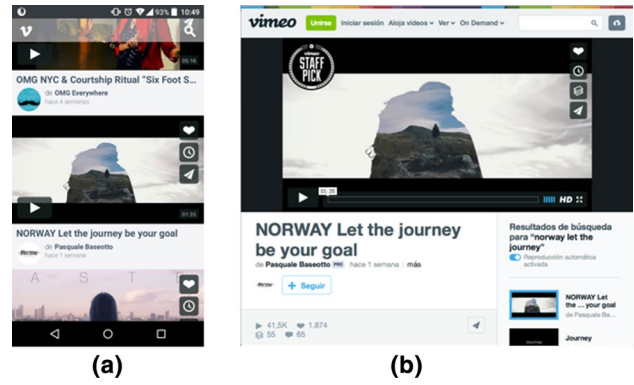 93% 10:49
05:16
OMG NYC & Courtship Ritual "Six Foot S...
de OMG Everywhere
hace 4 semanas
01:35
NORWAY Let the journey be your goal
de Pasquale Baseotto
hace 1 semana
A S T T
(a)
vimeo Unirse Iniciar sesión Aloja videos Ver On Demand
vimeo
STAFF
PICK
01:35
HD
NORWAY Let the journey
be your goal
de Pasquale Baseotto PRO hace 1 semana / más
+ Seguir
41,5K 1.874
55 65
Resultados de búsqueda
para "norway let the
journey"
Reproducción automática
activada
NORWAY Let
the ... your goal
de Pasquale Ba...
Journey
(b)